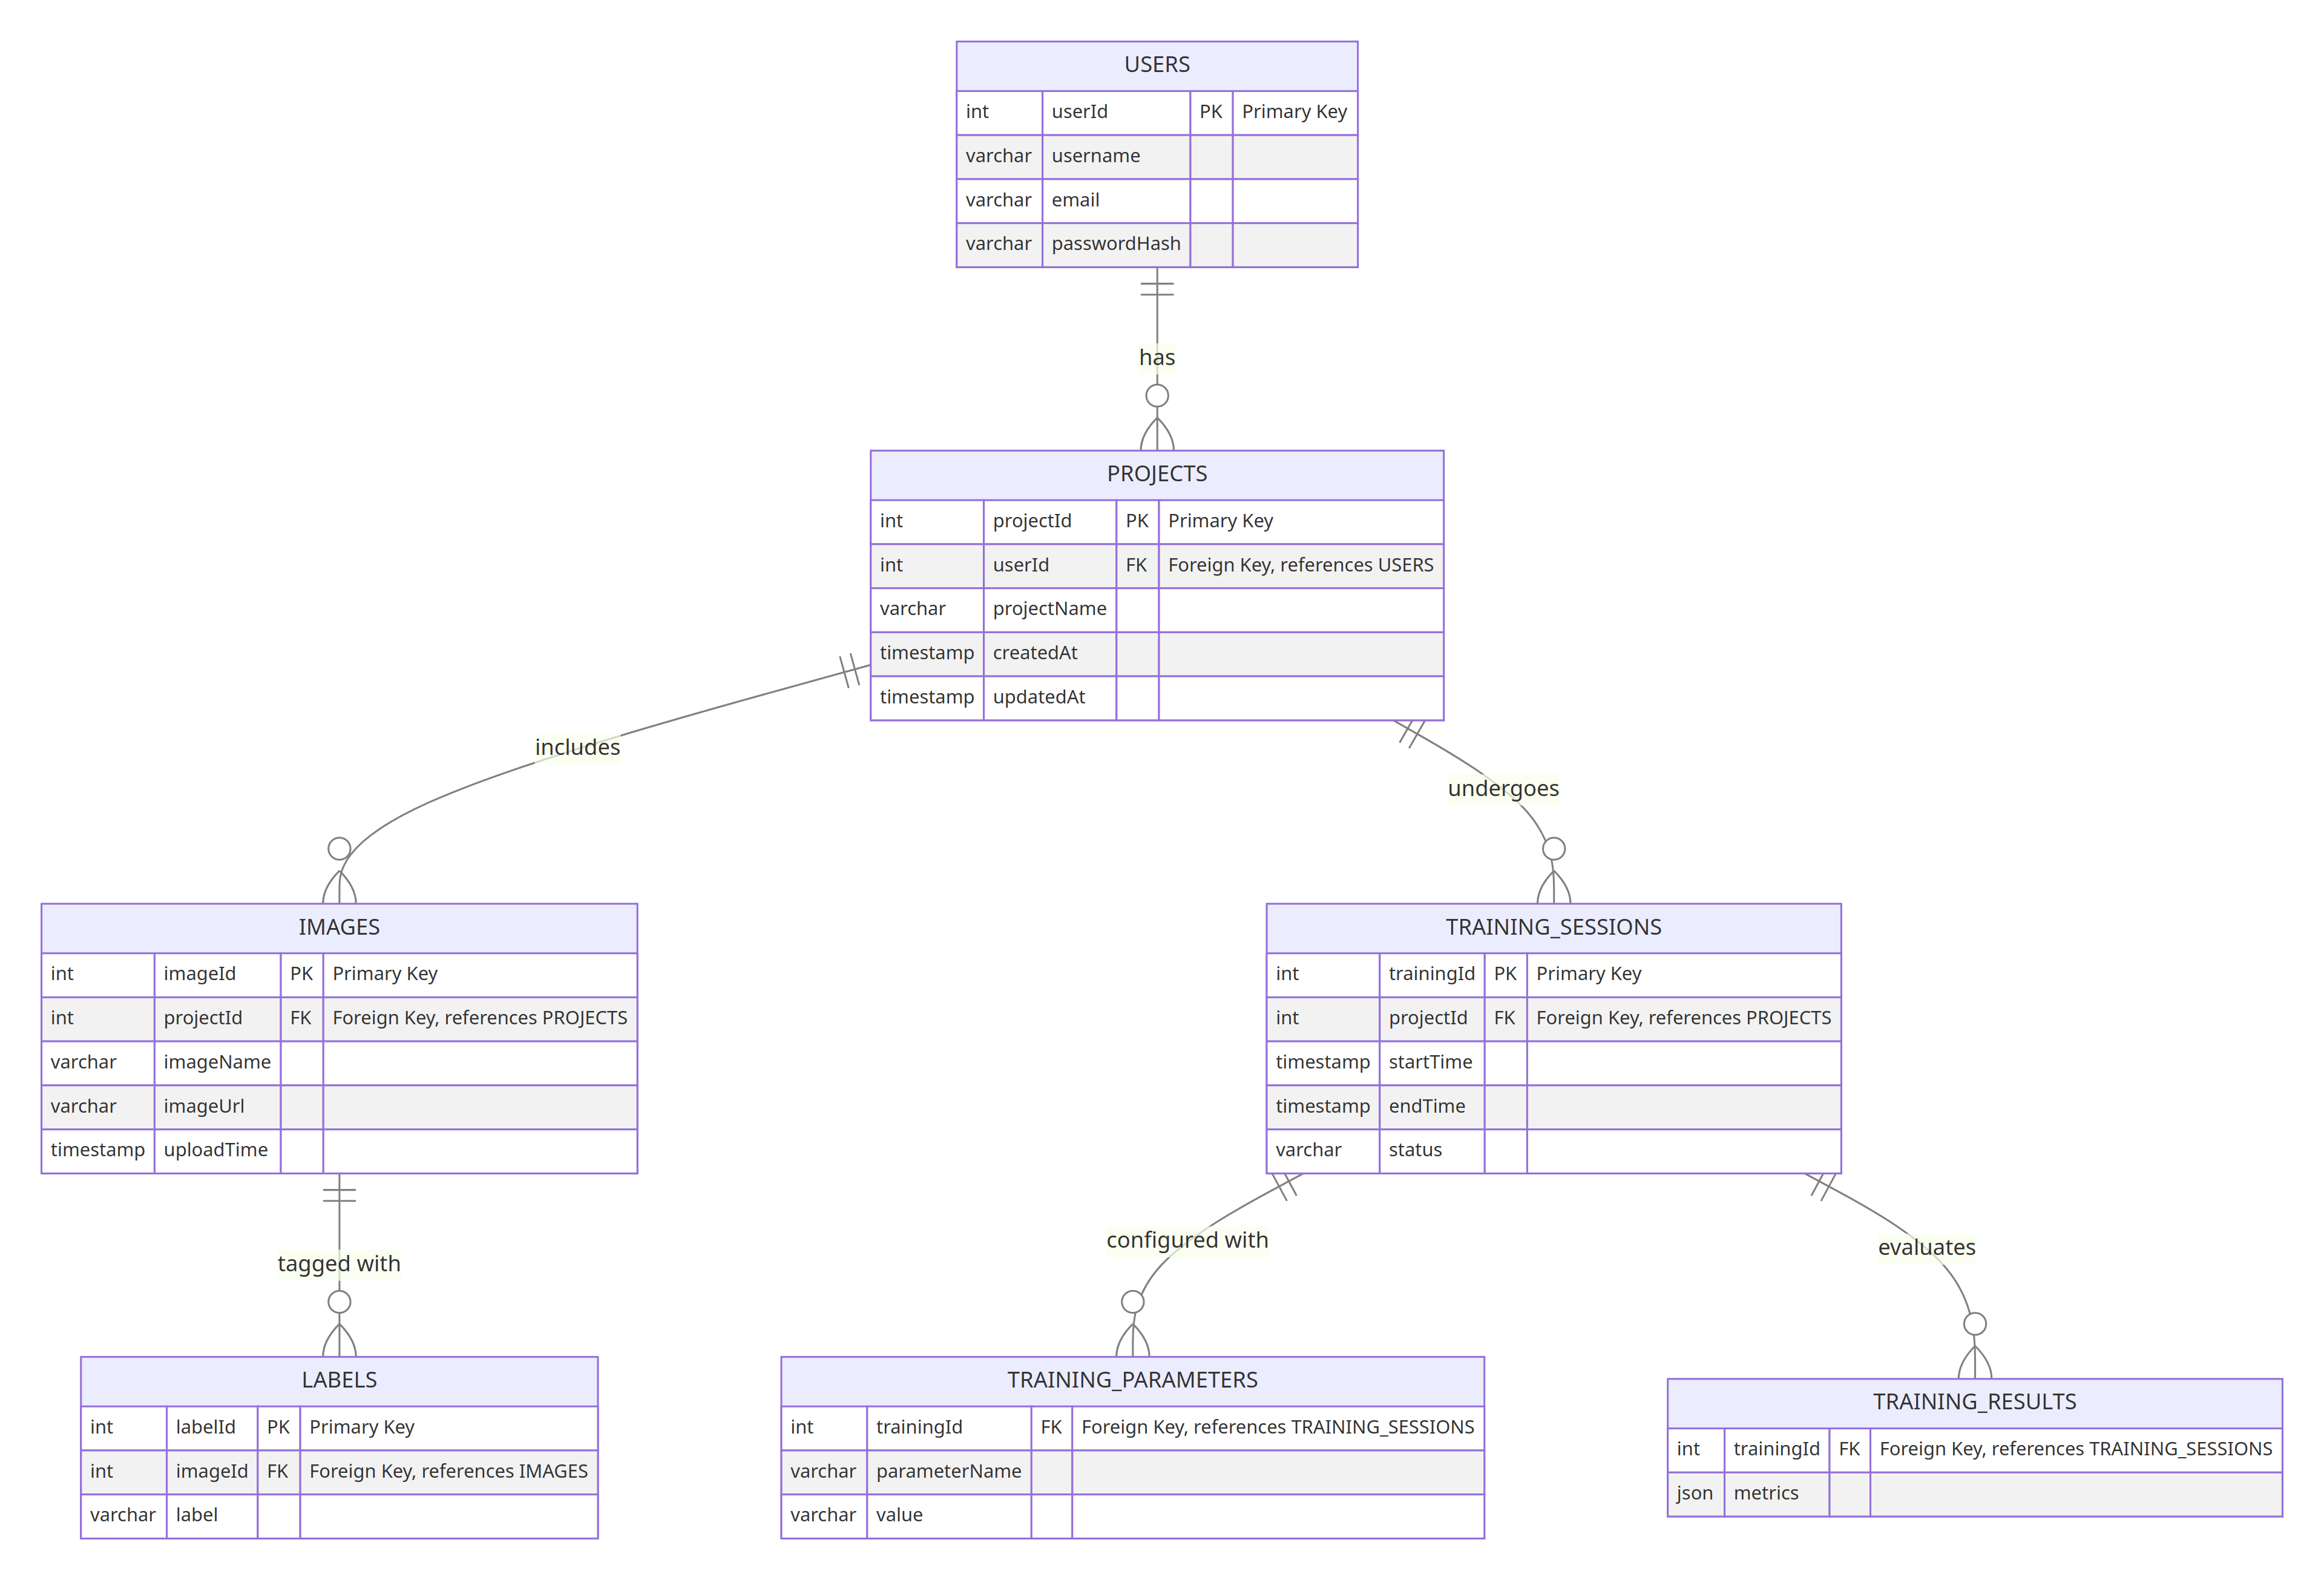 USERS
int userId PK Primary Key
varchar username
varchar email
varchar passwordHash
has
PROJECTS
int projectId PK Primary Key
int userId FK Foreign Key, references USERS
varchar projectName
timestamp createdAt
timestamp updatedAt
includes
undergoes
IMAGES
int imageId PK Primary Key
int projectId FK Foreign Key, references PROJECTS
varchar imageName
varchar imageUrl
timestamp uploadTime
TRAINING_SESSIONS
int trainingId PK Primary Key
int projectId FK Foreign Key, references PROJECTS
timestamp startTime
timestamp endTime
varchar status
tagged with
configured with
evaluates
LABELS
int labelId PK Primary Key
int imageId FK Foreign Key, references IMAGES
varchar label
TRAINING_PARAMETERS
int trainingId FK Foreign Key, references TRAINING_SESSIONS
varchar parameterName
varchar value
TRAINING_RESULTS
int trainingId FK Foreign Key, references TRAINING_SESSIONS
json metrics